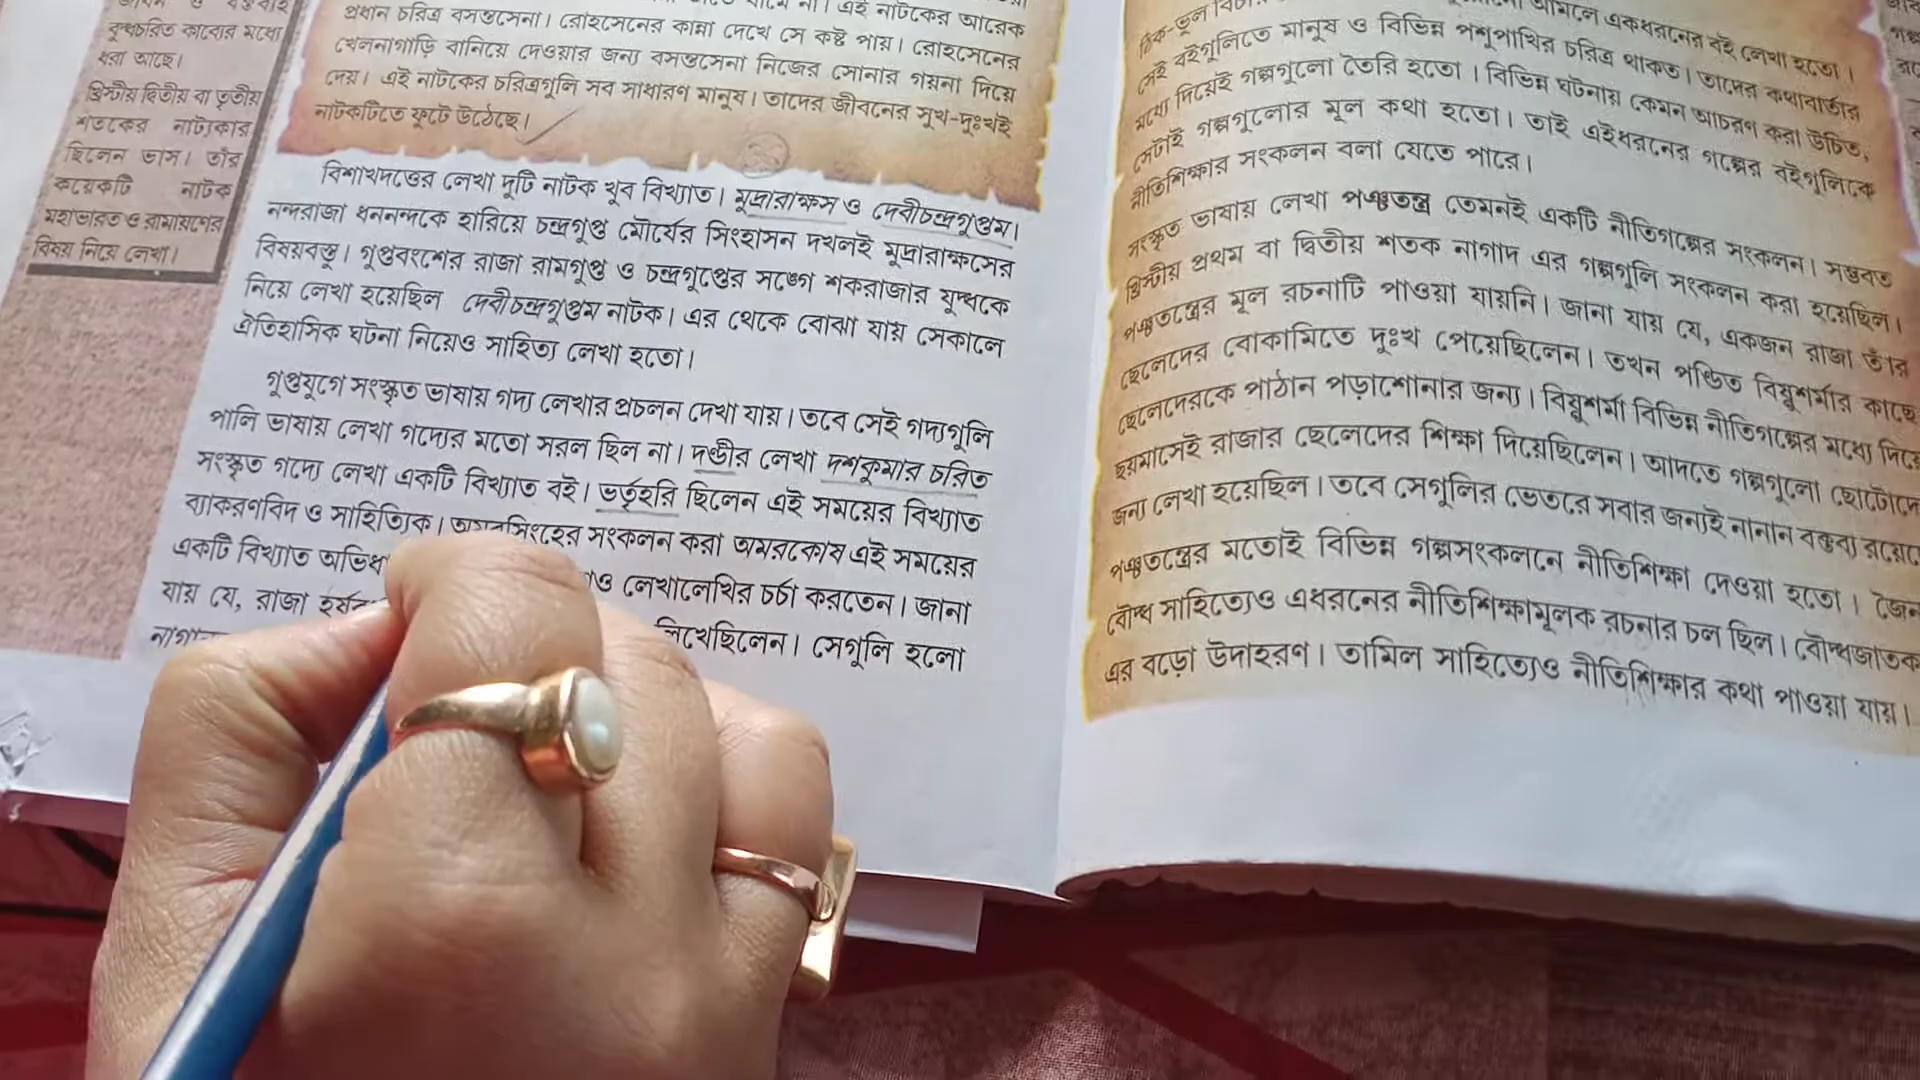 বুদ্ধচরিত কাব্যের মধ্যে
ধরা আছে।
খ্রিস্টীয় দ্বিতীয় বা তৃতীয়
শতকের নাট্যকার
ছিলেন ভাস। তাঁর
কয়েকটি নাটক
মহাভারত ও রামায়ণের
বিষয় নিয়ে লেখা।
এই নাটকের আরেক
প্রধান চরিত্র বসন্তসেনা। রোহসেনের কান্না দেখে সে কষ্ট পায়। রোহসেনের
খেলনাগাড়ি বানিয়ে দেওয়ার জন্য বসন্তসেনা নিজের সোনার গয়না দিয়ে
দেয়। এই নাটকের চরিত্রগুলি সব সাধারণ মানুষ। তাদের জীবনের সুখ-দুঃখই
নাটকটিতে ফুটে উঠেছে।
বিশাখদত্তের লেখা দুটি নাটক খুব বিখ্যাত। মুদ্রারাক্ষস ও দেবীচন্দ্রগুপ্তম।
নন্দরাজা ধননন্দকে হারিয়ে চন্দ্রগুপ্ত মৌর্যের সিংহাসন দখলই মুদ্রারাক্ষসের
বিষয়বস্তু। গুপ্তবংশের রাজা রামগুপ্ত ও চন্দ্রগুপ্তের সঙ্গে শকরাজার যুদ্ধকে
নিয়ে লেখা হয়েছিল দেবীচন্দ্রগুপ্তম নাটক। এর থেকে বোঝা যায় সেকালে
ঐতিহাসিক ঘটনা নিয়েও সাহিত্য লেখা হতো।
গুপ্তযুগে সংস্কৃত ভাষায় গদ্য লেখার প্রচলন দেখা যায়। তবে সেই গদ্যগুলি
পালি ভাষায় লেখা গদ্যের মতো সরল ছিল না। দণ্ডীর লেখা দশকুমার চরিত
সংস্কৃত গদ্যে লেখা একটি বিখ্যাত বই। ভর্তৃহরি ছিলেন এই সময়ের বিখ্যাত
ব্যাকরণবিদ ও সাহিত্যিক। অমরসিংহের সংকলন করা অমরকোষ এই সময়ের
একটি বিখ্যাত লেখালেখির চর্চা করতেন। জানা
যায় যে, রাজা লিখেছিলেন। সেগুলি হলো
ঠিক-ভুল আমলে একধরনের বই লেখা হতো।
সেই বইগুলিতে মানুষ ও বিভিন্ন পশুপাখির চরিত্র থাকত। তাদের কথাবার্তার
মধ্যে দিয়েই গল্পগুলো তৈরি হতো। বিভিন্ন ঘটনায় কেমন আচরণ করা উচিত,
সেটাই গল্পগুলোর মূল কথা হতো। তাই এইধরনের গল্পের বইগুলিকে
নীতিশিক্ষার সংকলন বলা যেতে পারে।
সংস্কৃত ভাষায় লেখা পঞ্চতন্ত্র তেমনই একটি নীতিগল্পের সংকলন। সম্ভবত
খ্রিস্টীয় প্রথম বা দ্বিতীয় শতক নাগাদ এর গল্পগুলি সংকলন করা হয়েছিল।
পঞ্চতন্ত্রের মূল রচনাটি পাওয়া যায়নি। জানা যায় যে, একজন রাজা তাঁর
ছেলেদের বোকামিতে দুঃখ পেয়েছিলেন। তখন পণ্ডিত বিষ্ণুশর্মার কাছে
ছেলেদেরকে পাঠান পড়াশোনার জন্য। বিষ্ণুশর্মা বিভিন্ন নীতিগল্পের মধ্যে দিয়ে
ছয়মাসেই রাজার ছেলেদের শিক্ষা দিয়েছিলেন। আদতে গল্পগুলো ছোটোদে
জন্য লেখা হয়েছিল। তবে সেগুলির ভেতরে সবার জন্যই নানান বক্তব্য রয়েছে
পঞ্চতন্ত্রের মতোই বিভিন্ন গল্পসংকলনে নীতিশিক্ষা দেওয়া হতো। জৈন
বৌদ্ধ সাহিত্যেও এধরনের নীতিশিক্ষামূলক রচনার চল ছিল। বৌদ্ধজাতক
এর বড়ো উদাহরণ। তামিল সাহিত্যেও নীতিশিক্ষার কথা পাওয়া যায়।